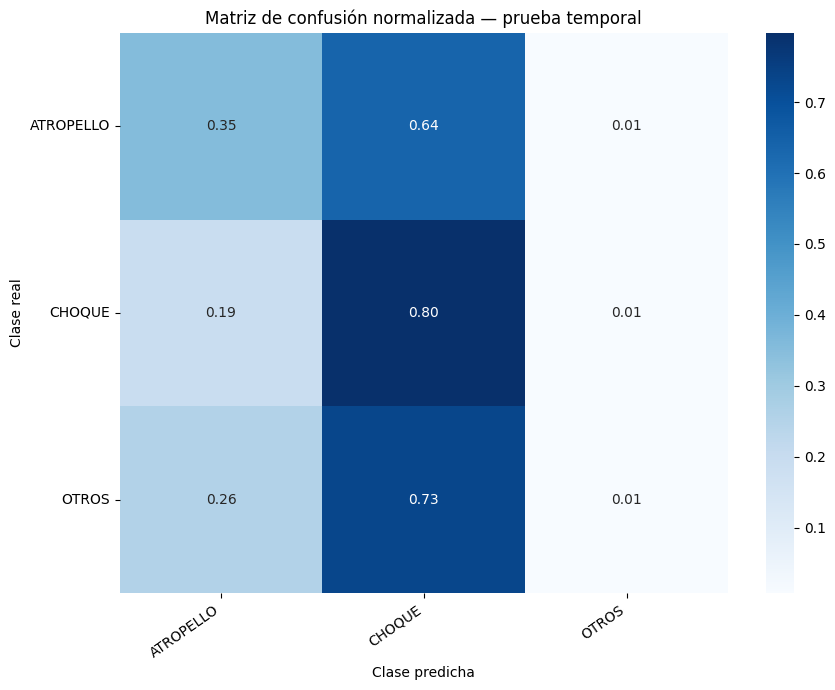 Matriz de confusión normalizada — prueba temporal
Clase real
ATROPELLO
0.35
0.64
0.01
CHOQUE
0.19
0.80
0.01
OTROS
0.26
0.73
0.01
ATROPELLO
CHOQUE
OTROS
Clase predicha
0.7
0.6
0.5
0.4
0.3
0.2
0.1